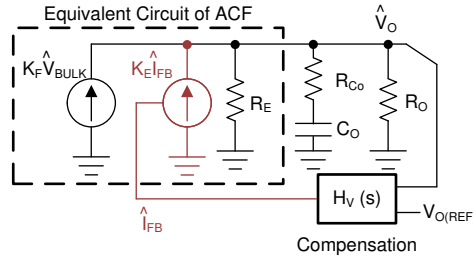 Equivalent Circuit of ACF
V̂O
KFV̂BULK
KEÎFB
RE
RCo
CO
RO
ÎFB
HV (s)
VO(REF
Compensation